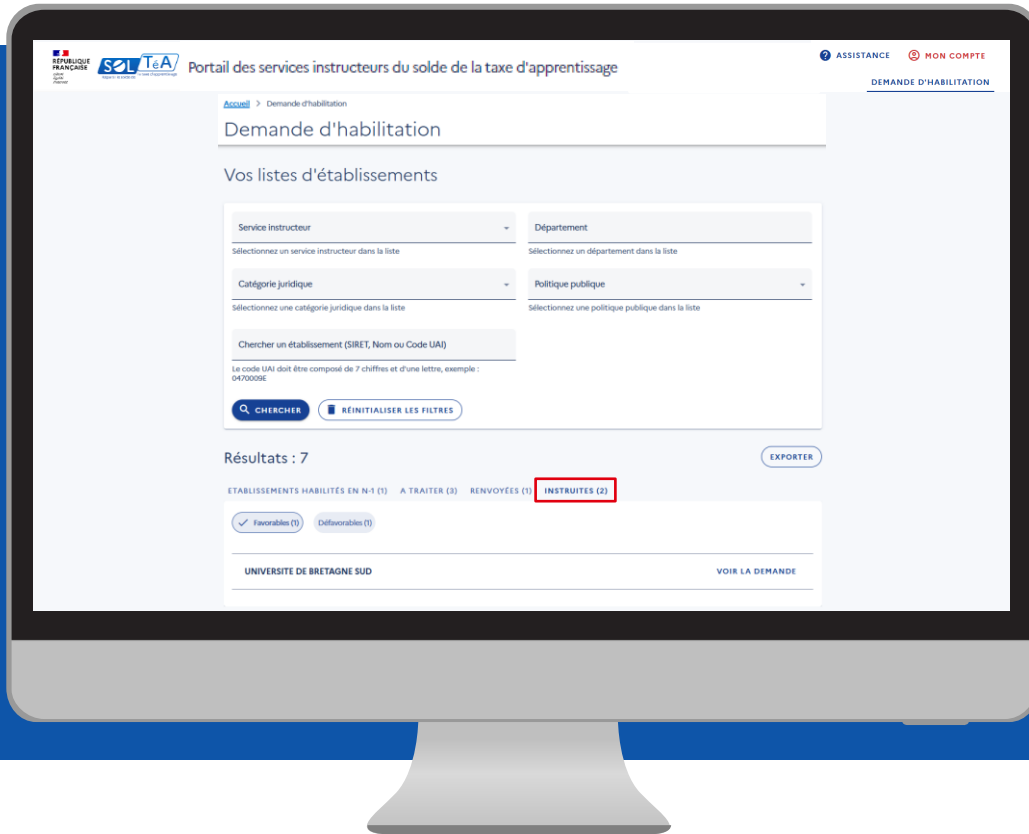 RÉPUBLIQUE
FRANÇAISE
SOLTéA
Portail des services instructeurs du solde de la taxe d'apprentissage
ASSISTANCE
MON COMPTE
DEMANDE D'HABILITATION
Accueil > Demande d'habilitation
Demande d'habilitation
Vos listes d'établissements
Service instructeur
Département
Sélectionnez un service instructeur dans la liste
Sélectionnez un département dans la liste
Catégorie juridique
Politique publique
Sélectionnez une catégorie juridique dans la liste
Sélectionnez une politique publique dans la liste
Chercher un établissement (SIRET, Nom ou Code UAI)
Le code UAI doit être composé de 7 chiffres et d'une lettre, exemple :
0470009E
CHERCHER
RÉINITIALISER LES FILTRES
Résultats : 7
EXPORTER
ETABLISSEMENTS HABILITÉS EN N-1 (1) A TRAITER (3) RENVOYÉES (1) INSTRUITES (2)
Favorables (1) Défavorables (1)
UNIVERSITE DE BRETAGNE SUD
VOIR LA DEMANDE